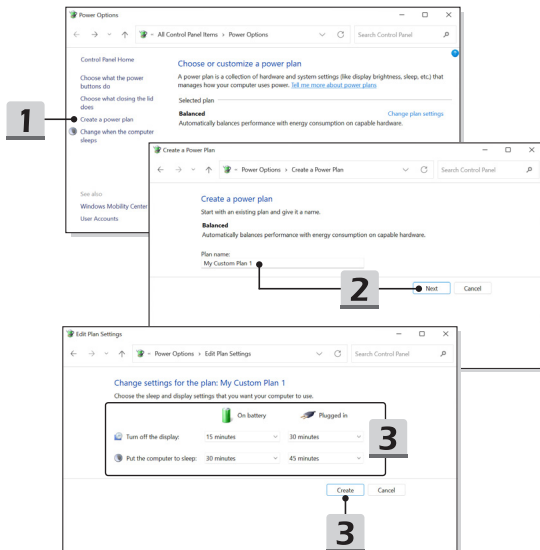 Power Options
All Control Panel Items › Power Options
Search Control Panel
Control Panel Home
Choose what the power
buttons do
Choose what closing the lid
does
Create a power plan
Change when the computer
sleeps
See also
Windows Mobility Center
User Accounts
Choose or customize a power plan
A power plan is a collection of hardware and system settings (like display brightness, sleep, etc.) that
manages how your computer uses power. Tell me more about power plans
Selected plan
Balanced
Change plan settings
Automatically balances performance with energy consumption on capable hardware.
1
Create a Power Plan
Power Options › Create a Power Plan
Search Control Panel
Create a power plan
Start with an existing plan and give it a name.
Balanced
Automatically balances performance with energy consumption on capable hardware.
Plan name:
My Custom Plan 1
2
Next
Cancel
Edit Plan Settings
Power Options › Edit Plan Settings
Search Control Panel
Change settings for the plan: My Custom Plan 1
Choose the sleep and display settings that you want your computer to use.
On battery
Plugged in
Turn off the display:
15 minutes
30 minutes
Put the computer to sleep:
30 minutes
45 minutes
3
Create
Cancel
3